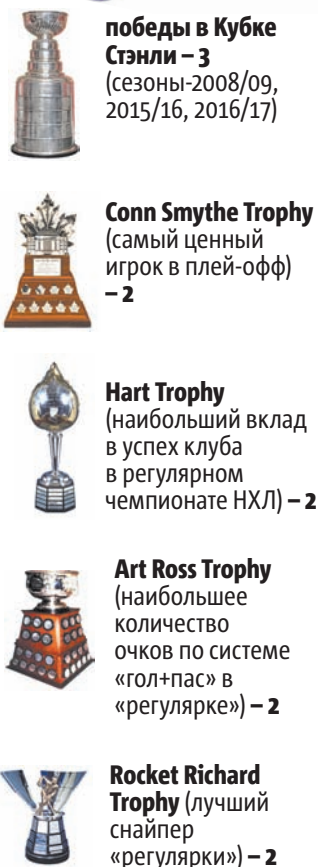 победы в Кубке
Стэнли – 3
(сезоны-2008/09,
2015/16, 2016/17)
Conn Smythe Trophy
(самый ценный
игрок в плей-офф)
– 2
Hart Trophy
(наибольший вклад
в успех клуба
в регулярном
чемпионате НХЛ) – 2
Art Ross Trophy
(наибольшее
количество
очков по системе
«гол+пас» в
«регулярке») – 2
Rocket Richard
Trophy (лучший
снайпер
«регулярки») – 2